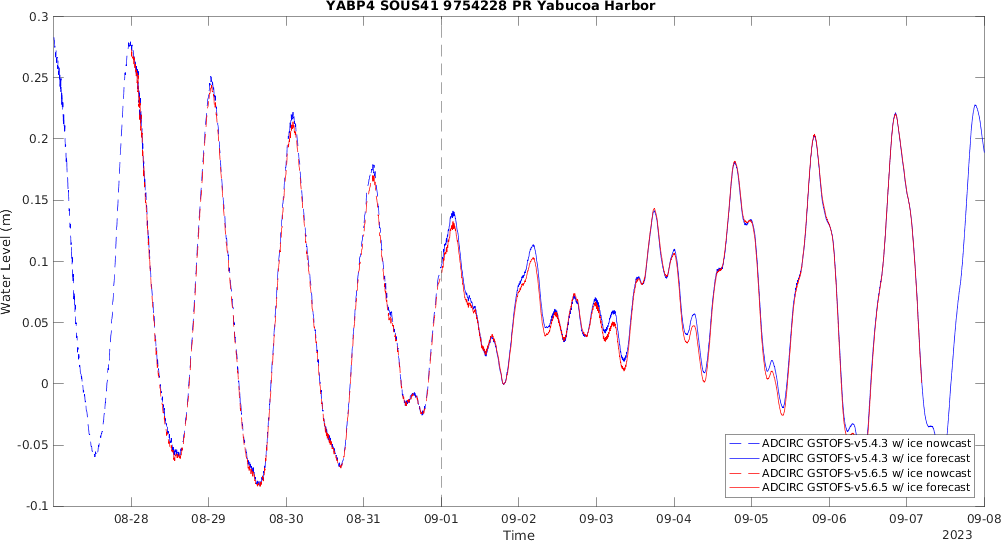 YABP4 SOUS41 9754228 PR Yabucoa Harbor
0.3
0.25
0.2
0.15
0.1
0.05
0
-0.05
-0.1
Water Level (m)
ADCIRC GSTOFS-v5.4.3 w/ ice nowcast
ADCIRC GSTOFS-v5.4.3 w/ ice forecast
ADCIRC GSTOFS-v5.6.5 w/ ice nowcast
ADCIRC GSTOFS-v5.6.5 w/ ice forecast
08-28 08-29 08-30 08-31 09-01 09-02 09-03 09-04 09-05 09-06 09-07 09-08
Time 2023